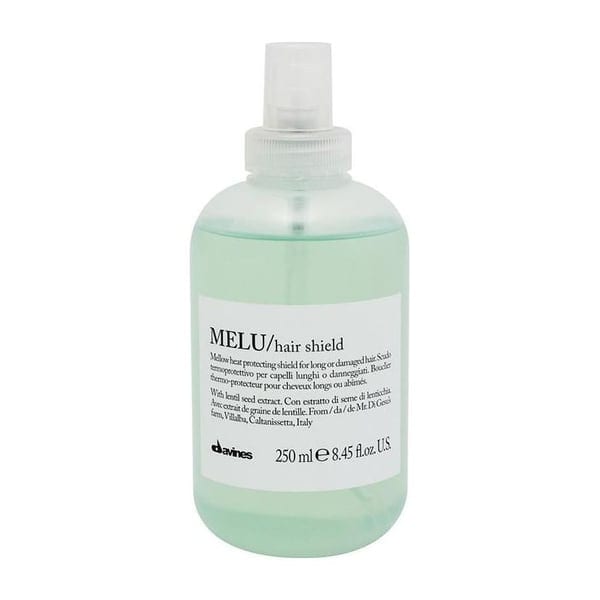 MELU/hair shield
Mellow heat protecting shield for long or damaged hair. Scudo
termoprotettivo per capelli lunghi o danneggiati. Bouclier
thermo-protecteur pour cheveux longs ou abîmés.
With lentil seed extract. Con estratto di seme di lenticchia.
Avec extrait de graine de lentille. From / da / de Mr. Di Gesù's
farm, Villalba, Caltanissetta, Italy
davines 250 ml ℮ 8.45 fl.oz. U.S.